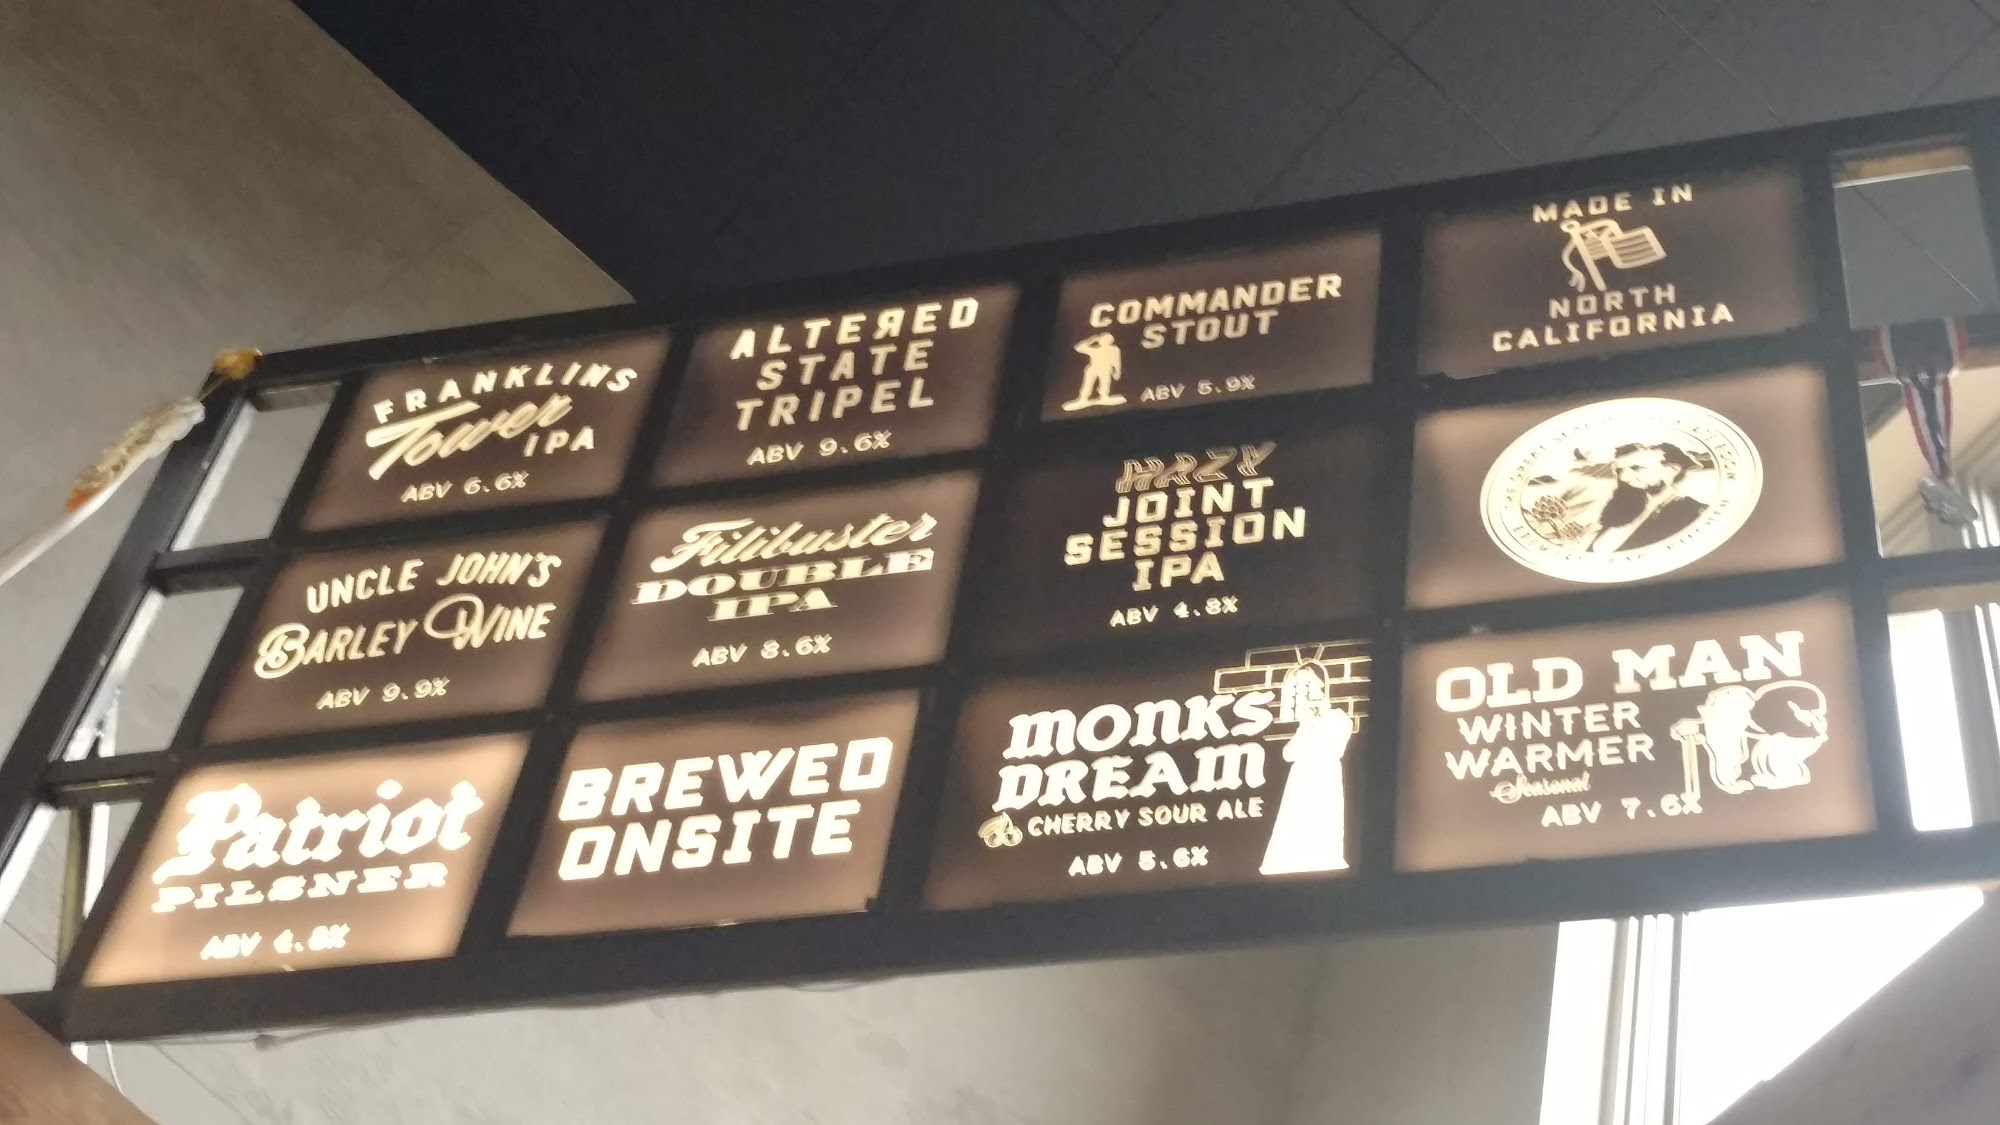 FRANKLINS
Tower
IPA
ABV 6.6%
ALTERED
STATE
TRIPEL
ABV 9.6%
COMMANDER
STOUT
ABV 5.9%
MADE IN
NORTH
CALIFORNIA
UNCLE JOHN'S
BARLEY WINE
ABV 9.9%
Filibuster
DOUBLE
IPA
ABV 8.6%
HAZY
JOINT
SESSION
IPA
ABV 4.8%
Patriot
PILSNER
ABV 4.8%
BREWED
ONSITE
MONKS
DREAM
CHERRY SOUR ALE
ABV 5.6%
OLD MAN
WINTER
WARMER
Seasonal
ABV 7.6%